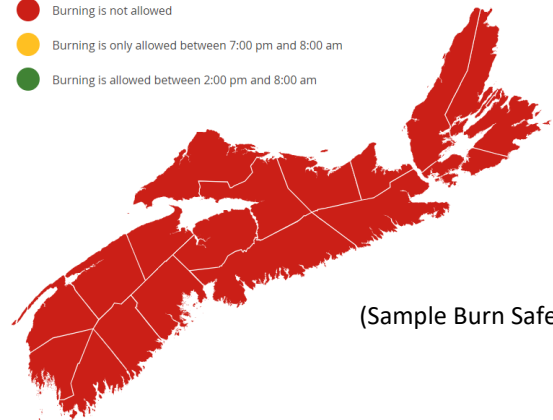 Burning is not allowed
Burning is only allowed between 7:00 pm and 8:00 am
Burning is allowed between 2:00 pm and 8:00 am
(Sample Burn Safe